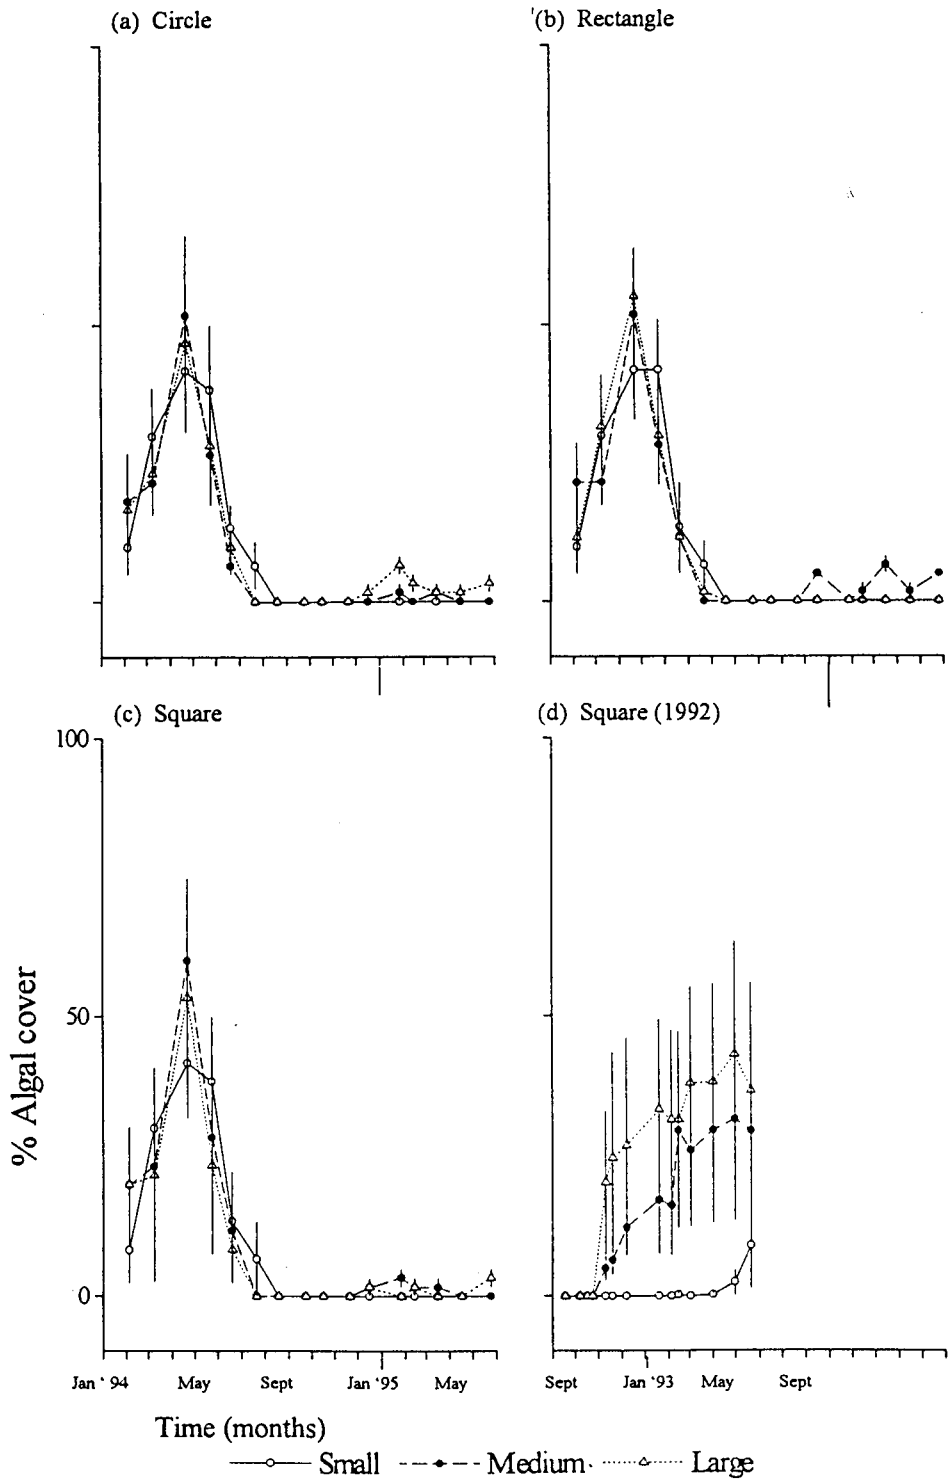 (a) Circle
(b) Rectangle
(c) Square
(d) Square (1992)
100
50
0
% Algal cover
Jan '94 May Sept Jan '95 May
Sept Jan '93 May Sept
Time (months)
Small Medium Large